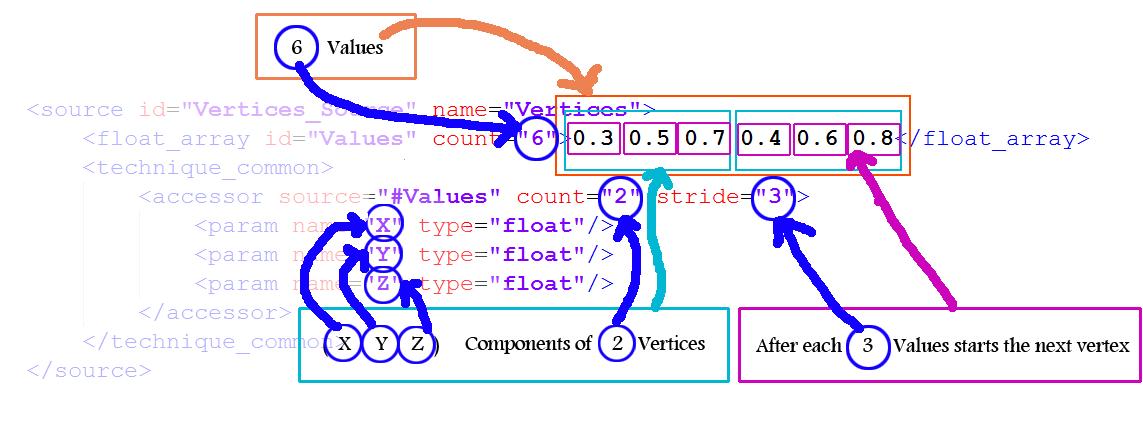 6 Values
<source id="Vertices_Source" name="Vertices">
<float_array id="Values" count="6">0.3 0.5 0.7 0.4 0.6 0.8</float_array>
<technique_common>
<accessor source="#Values" count="2" stride="3">
<param name="X" type="float"/>
<param name="Y" type="float"/>
<param name="Z" type="float"/>
</accessor>
</technique_common>
(X Y Z) Components of 2 Vertices
After each 3 Values starts the next vertex
</source>